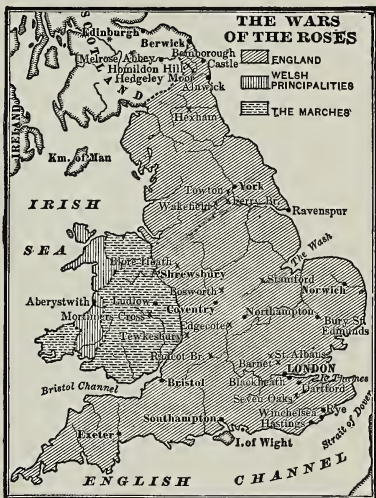 THE WARS
OF THE ROSES
ENGLAND
WELSH
PRINCIPALITIES
THE MARCHES
SCOTLAND
Edinburgh
Berwick
Bamborough
Castle
Melrose Abbey
Homildon Hill
Hedgeley Moor
Alnwick
Hexham
IRELAND
Km. of Man
IRISH
SEA
Towton
York
Wakefield
Ferry Br.
Ravenspur
The Wash
Blore Heath
Shrewsbury
Stamford
Norwich
Bosworth
Aberystwith
Ludlow
Coventry
Mortimers Cross
Northampton
Bury St.
Edmunds
Edgecote
Tewkesbury
Radcot Br.
St. Albans
Barnet
LONDON
Bristol Channel
Bristol
Blackheath
R. Thames
Dartford
Seven Oaks
Southampton
Winchelsea
Rye
Hastings
Strait of Dover
Exeter
I. of Wight
ENGLISH CHANNEL